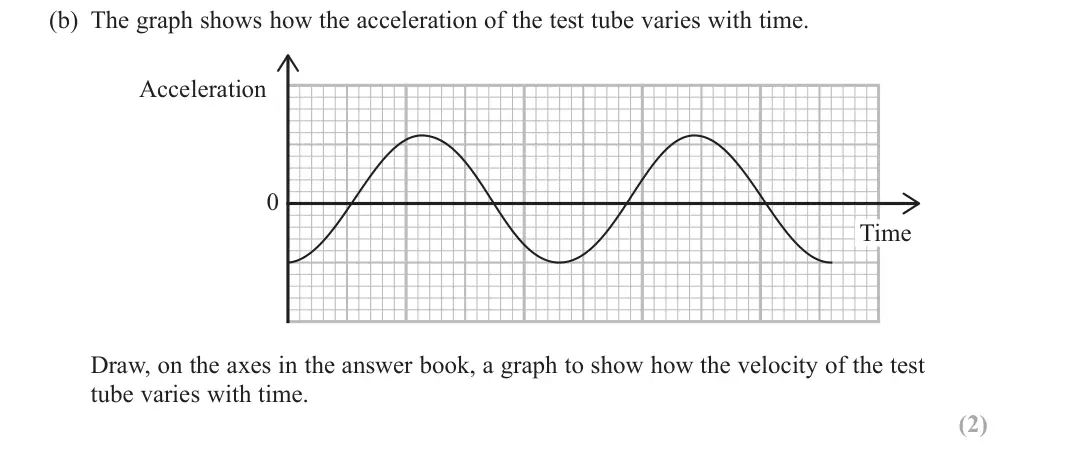 (b) The graph shows how the acceleration of the test tube varies with time.
Acceleration
0
Time
Draw, on the axes in the answer book, a graph to show how the velocity of the test
tube varies with time.
(2)